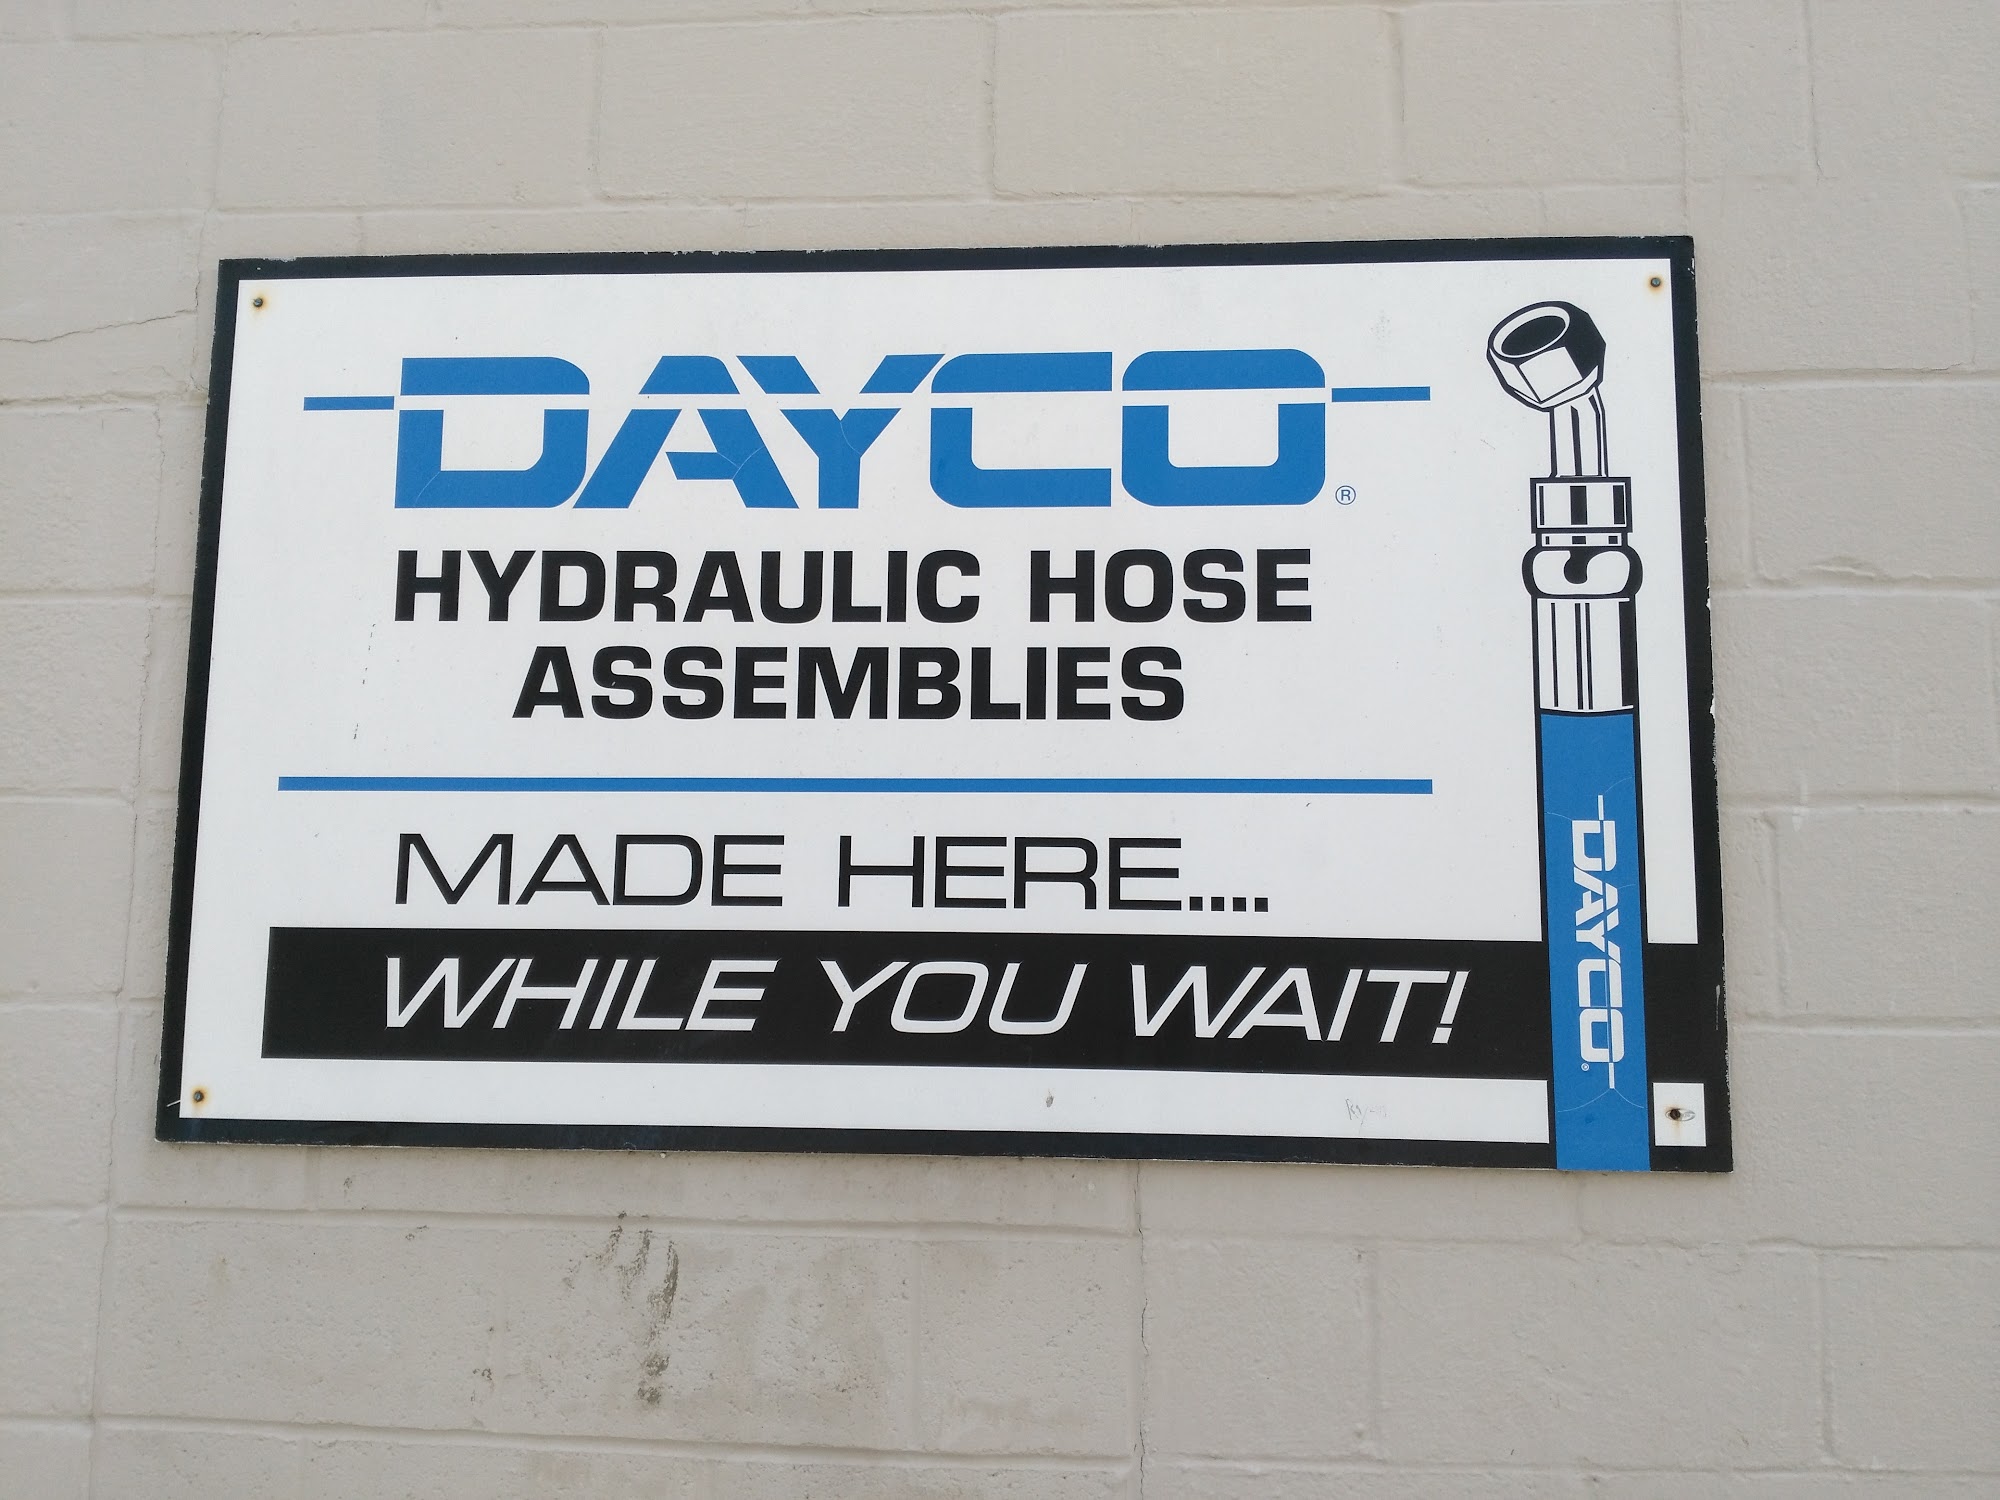 DAYCO®
HYDRAULIC HOSE
ASSEMBLIES
MADE HERE....
WHILE YOU WAIT!
DAYCO®